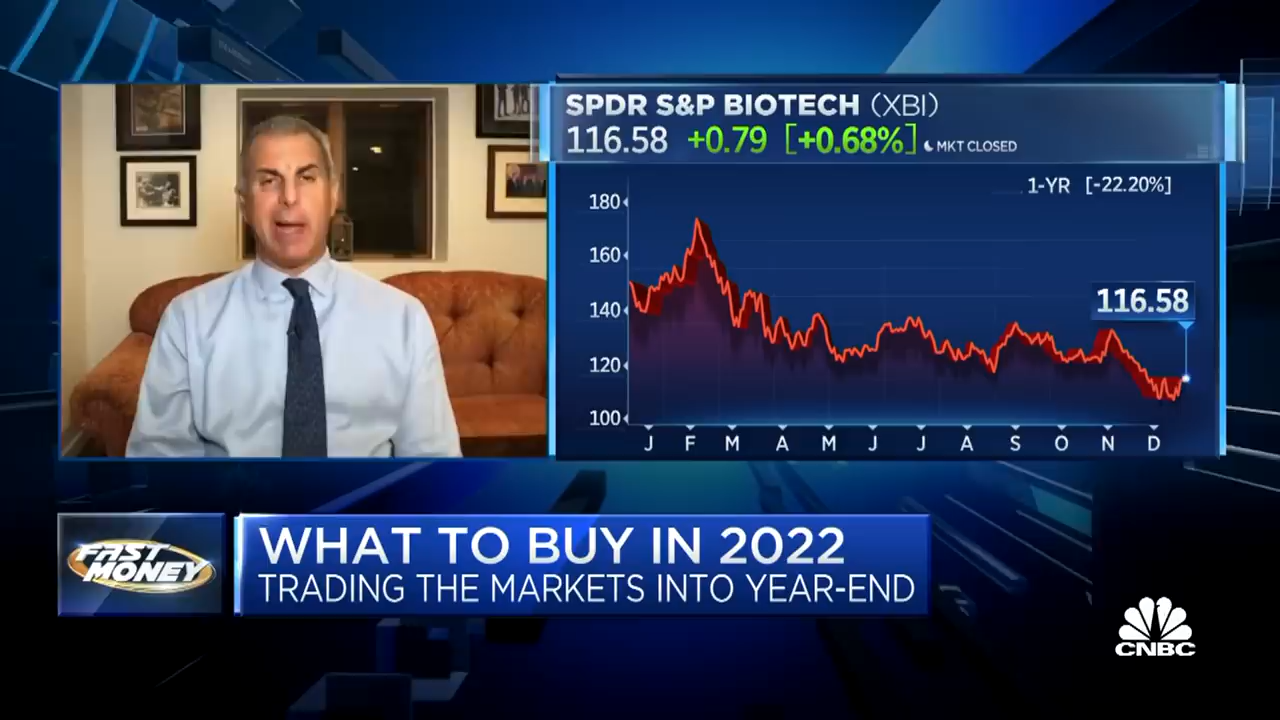 SPDR S&P BIOTECH (XBI)
116.58 +0.79 [+0.68%] MKT CLOSED
1-YR [-22.20%]
180
160
140
120
100
116.58
J F M A M J J A S O N D
FAST MONEY
WHAT TO BUY IN 2022
TRADING THE MARKETS INTO YEAR-END
CNBC